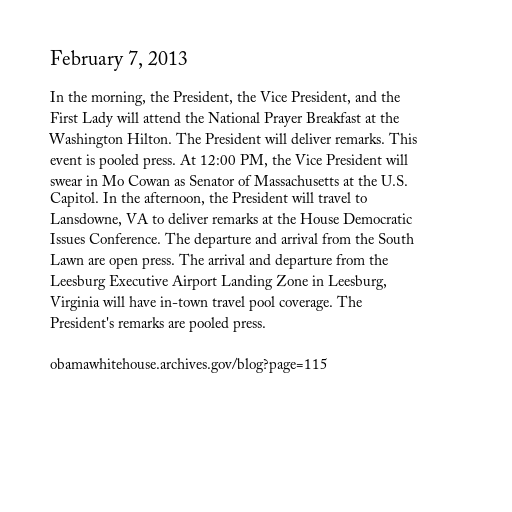 February 7, 2013
In the morning, the President, the Vice President, and the
First Lady will attend the National Prayer Breakfast at the
Washington Hilton. The President will deliver remarks. This
event is pooled press. At 12:00 PM, the Vice President will
swear in Mo Cowan as Senator of Massachusetts at the U.S.
Capitol. In the afternoon, the President will travel to
Lansdowne, VA to deliver remarks at the House Democratic
Issues Conference. The departure and arrival from the South
Lawn are open press. The arrival and departure from the
Leesburg Executive Airport Landing Zone in Leesburg,
Virginia will have in-town travel pool coverage. The
President's remarks are pooled press.
obamawhitehouse.archives.gov/blog?page=115